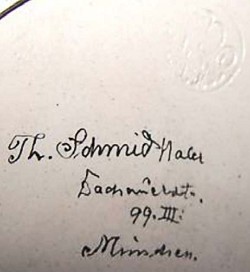 Th. Schmid Maler
Dachauerstr.
99. III.
München.